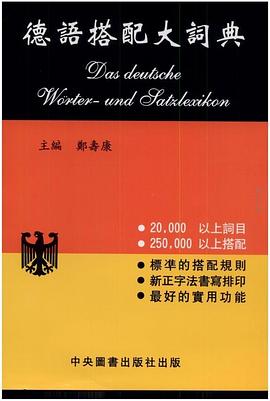 德語搭配大詞典
Das deutsche
Wörter- und Satzlexikon
主編 鄭壽康
● 20,000 以上詞目
● 250,000 以上搭配
● 標準的搭配規則
● 新正字法書寫排印
● 最好的實用功能
中央圖書出版社出版